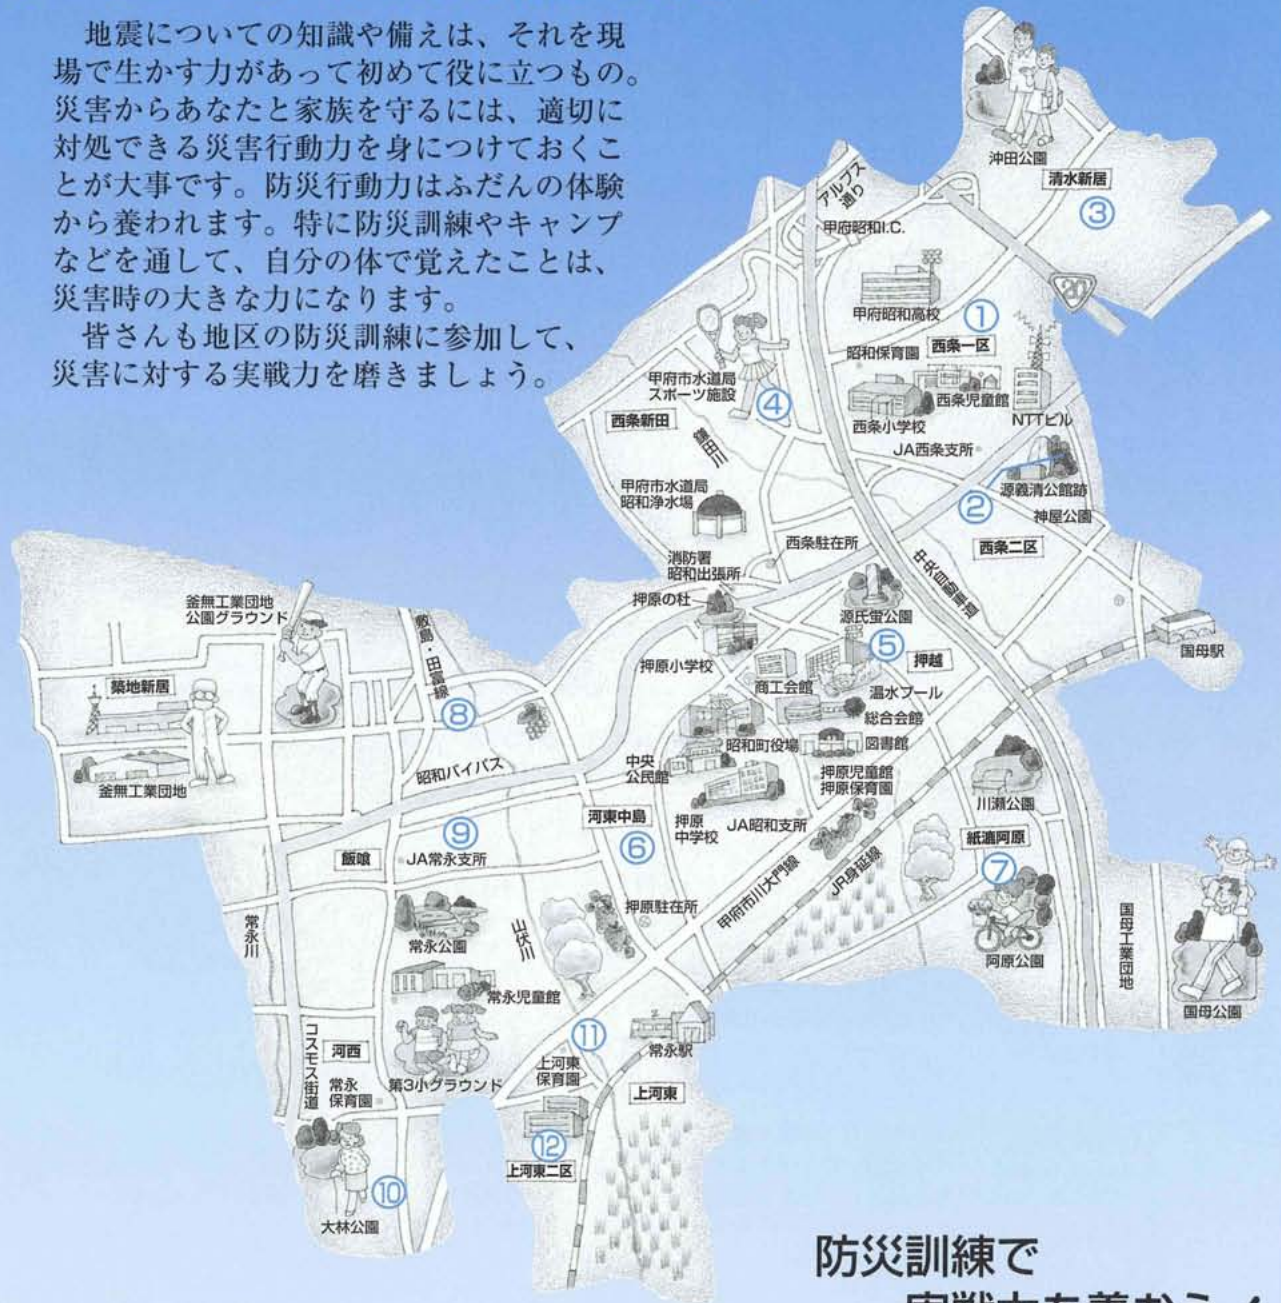 地震についての知識や備えは、それを現
場で生かす力があって初めて役に立つもの。
災害からあなたと家族を守るには、適切に
対処できる災害行動力を身につけておくこ
とが大事です。防災行動力はふだんの体験
から養われます。特に防災訓練やキャンプ
などを通して、自分の体で覚えたことは、
災害時の大きな力になります。
皆さんも地区の防災訓練に参加して、
災害に対する実戦力を磨きましょう。
沖田公園
清水新居
③
アルプス
通り
甲府昭和I.C.
20
甲府昭和高校
①
昭和保育園
西条一区
甲府市水道局
スポーツ施設
④
西条児童館
西条新田
西条小学校
NTTビル
鎌田川
JA西条支所
甲府市水道局
昭和浄水場
源義清公館跡
②
神屋公園
西条駐在所
西条二区
消防署
昭和出張所
中央自動車道
押原の杜
源氏蛍公園
釜無工業団地
公園グラウンド
敷島・田富線
押原小学校
⑤
押越
国母駅
築地新居
商工会館
温水プール
⑧
総合会館
昭和町役場
図書館
中央
公民館
昭和バイパス
釜無工業団地
押原児童館
押原保育園
川瀬公園
河東中島
押原
中学校
JA昭和支所
⑨
飯喰
JA常永支所
⑥
紙漉阿原
⑦
甲府市川大門線
JR身延線
押原駐在所
常永川
常永公園
山伏川
阿原公園
国母工業団地
常永児童館
国母公園
⑪
常永駅
コスモス街道
河西
第3小グラウンド
上河東
保育園
常永
保育園
上河東
⑫
上河東二区
⑩
大林公園
防災訓練で